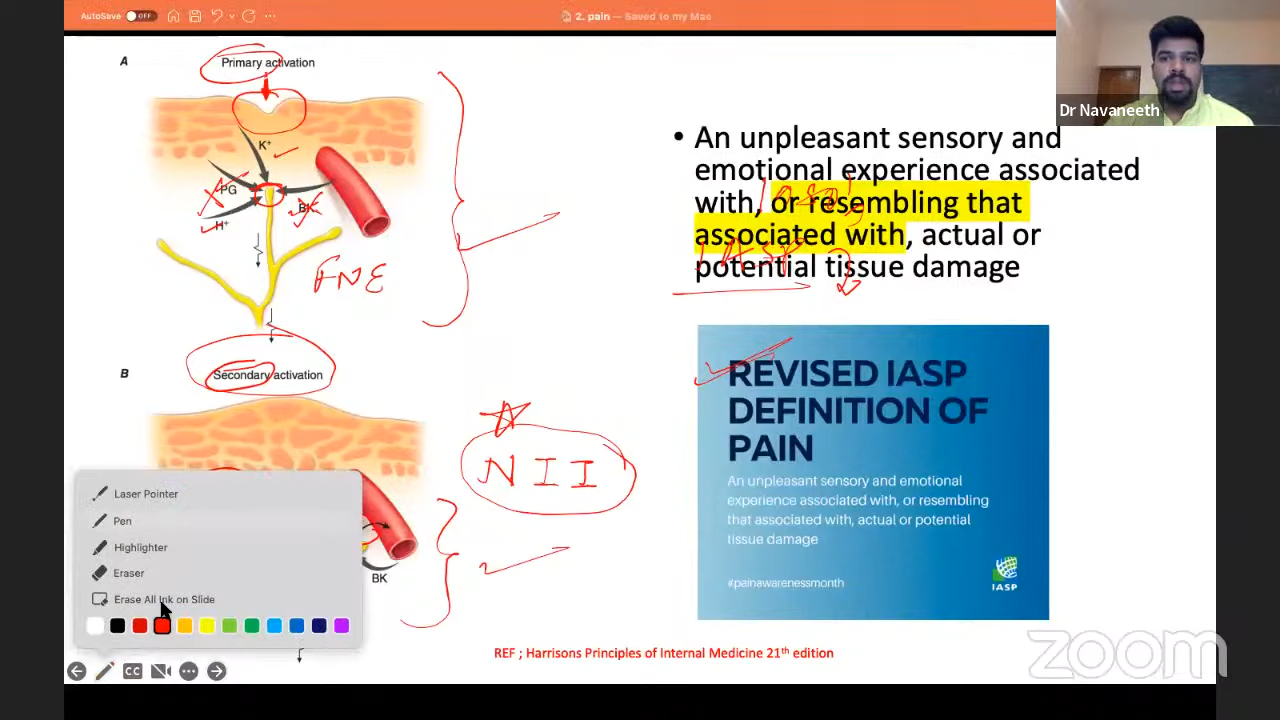 AutoSave OFF
2. pain — Saved to my Mac
Dr Navaneeth
A
Primary activation
K+
PG
BK
H+
FNE
B
Secondary activation
NII
BK
• An unpleasant sensory and
emotional experience associated
with, or resembling that
associated with, actual or
potential tissue damage
IASP
REVISED IASP
DEFINITION OF
PAIN
An unpleasant sensory and emotional
experience associated with, or resembling
that associated with, actual or potential
tissue damage
#painawarenessmonth
IASP
Laser Pointer
Pen
Highlighter
Eraser
Erase All Ink on Slide
CC
REF ; Harrisons Principles of Internal Medicine 21th edition
zoom